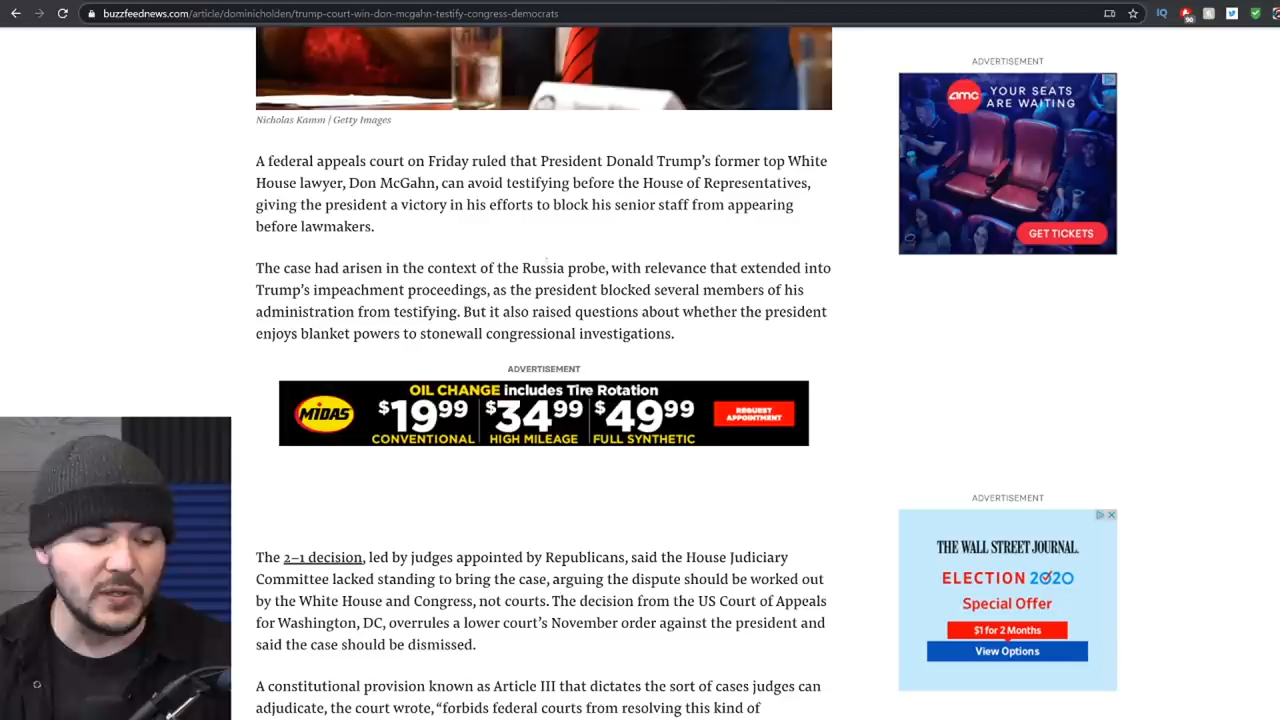 buzzfeednews.com/article/dominicholden/trump-court-win-don-mcgahn-testify-congress-democrats
IQ
90
ADVERTISEMENT
amc
YOUR SEATS
ARE WAITING
GET TICKETS
Nicholas Kamm / Getty Images
A federal appeals court on Friday ruled that President Donald Trump’s former top White
House lawyer, Don McGahn, can avoid testifying before the House of Representatives,
giving the president a victory in his efforts to block his senior staff from appearing
before lawmakers.
The case had arisen in the context of the Russia probe, with relevance that extended into
Trump’s impeachment proceedings, as the president blocked several members of his
administration from testifying. But it also raised questions about whether the president
enjoys blanket powers to stonewall congressional investigations.
ADVERTISEMENT
MIDAS
OIL CHANGE includes Tire Rotation
$1999 $3499 $4999
CONVENTIONAL HIGH MILEAGE FULL SYNTHETIC
REQUEST
APPOINTMENT
ADVERTISEMENT
THE WALL STREET JOURNAL.
ELECTION 2020
Special Offer
$1 for 2 Months
View Options
The 2–1 decision, led by judges appointed by Republicans, said the House Judiciary
Committee lacked standing to bring the case, arguing the dispute should be worked out
by the White House and Congress, not courts. The decision from the US Court of Appeals
for Washington, DC, overrules a lower court’s November order against the president and
said the case should be dismissed.
A constitutional provision known as Article III that dictates the sort of cases judges can
adjudicate, the court wrote, “forbids federal courts from resolving this kind of